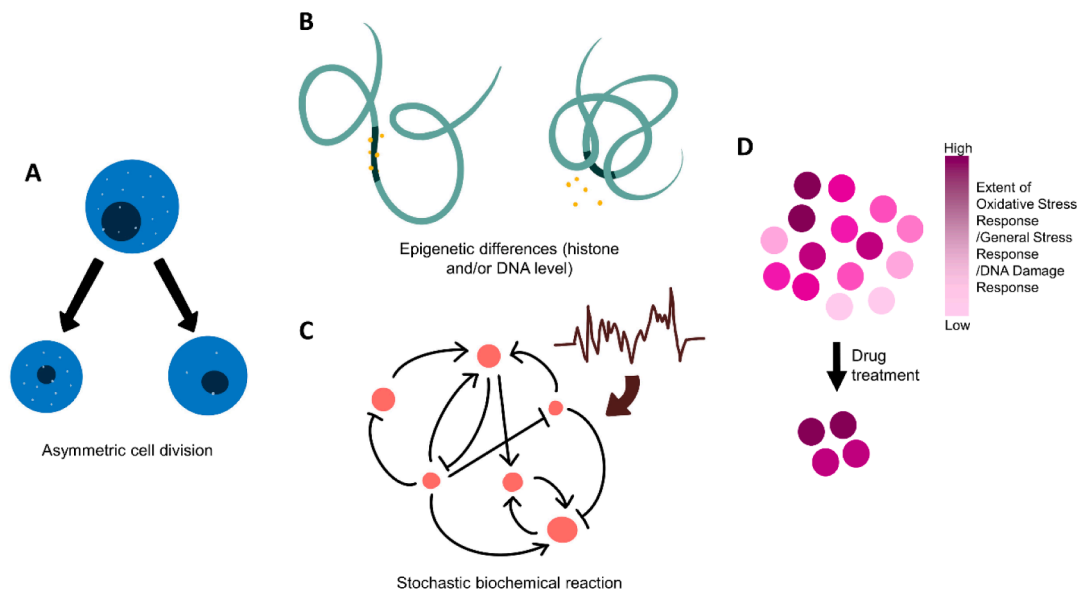 A
Asymmetric cell division
B
Epigenetic differences (histone
and/or DNA level)
C
Stochastic biochemical reaction
D
High
Extent of
Oxidative Stress
Response
/General Stress
Response
/DNA Damage
Response
Low
Drug
treatment